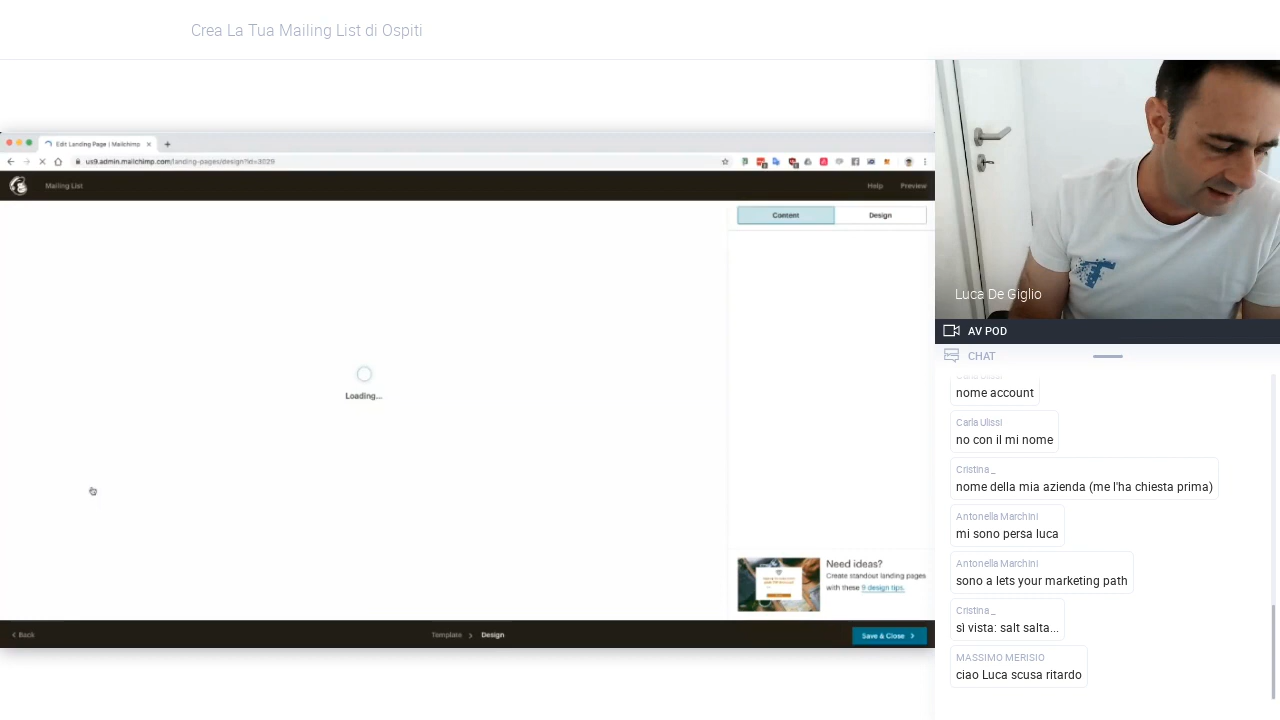 Crea La Tua Mailing List di Ospiti
Edit Landing Page | Mailchimp
us9.admin.mailchimp.com/landing-pages/design?id=3029
Mailing List
Help
Preview
Content
Design
Loading...
Need ideas?
Create standout landing pages
with these 9 design tips.
Back
Template
Design
Save & Close
Luca De Giglio
AV POD
CHAT
nome account
Carla Ulissi
no con il mi nome
Cristina _
nome della mia azienda (me l'ha chiesta prima)
Antonella Marchini
mi sono persa luca
Antonella Marchini
sono a lets your marketing path
Cristina _
sì vista: salt salta...
MASSIMO MERISIO
ciao Luca scusa ritardo